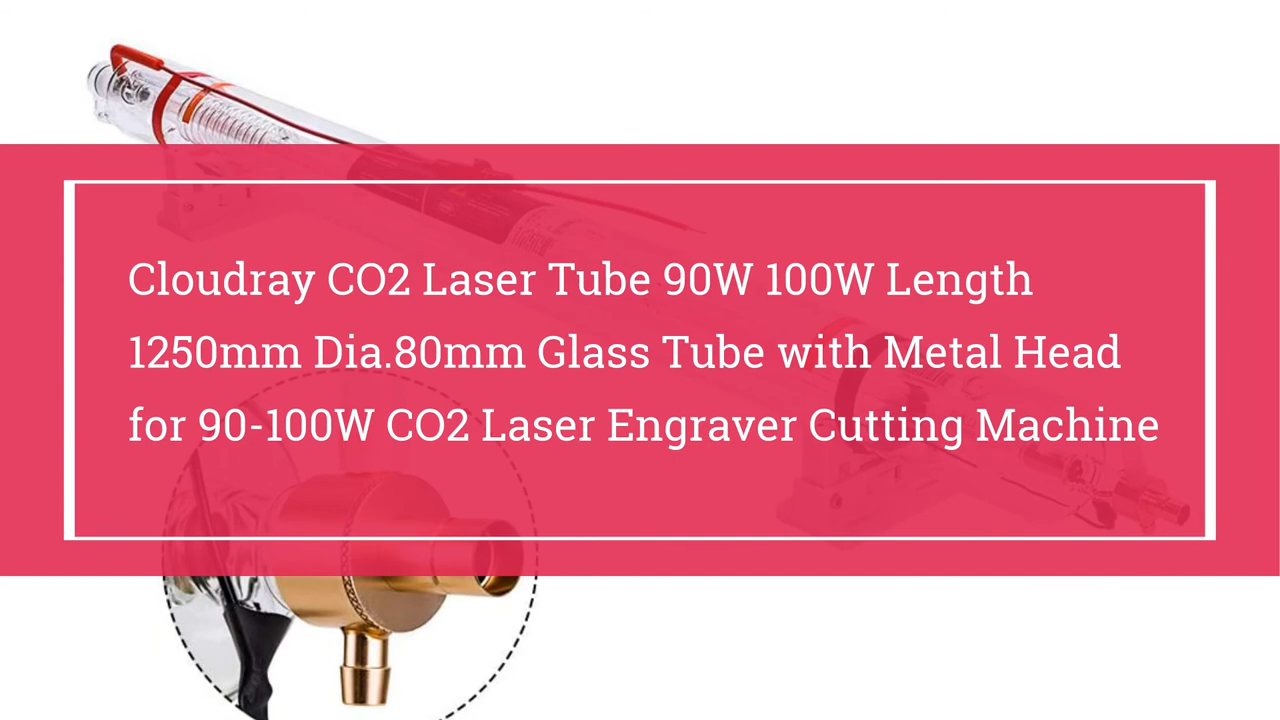 Cloudray CO2 Laser Tube 90W 100W Length
1250mm Dia.80mm Glass Tube with Metal Head
for 90-100W CO2 Laser Engraver Cutting Machine